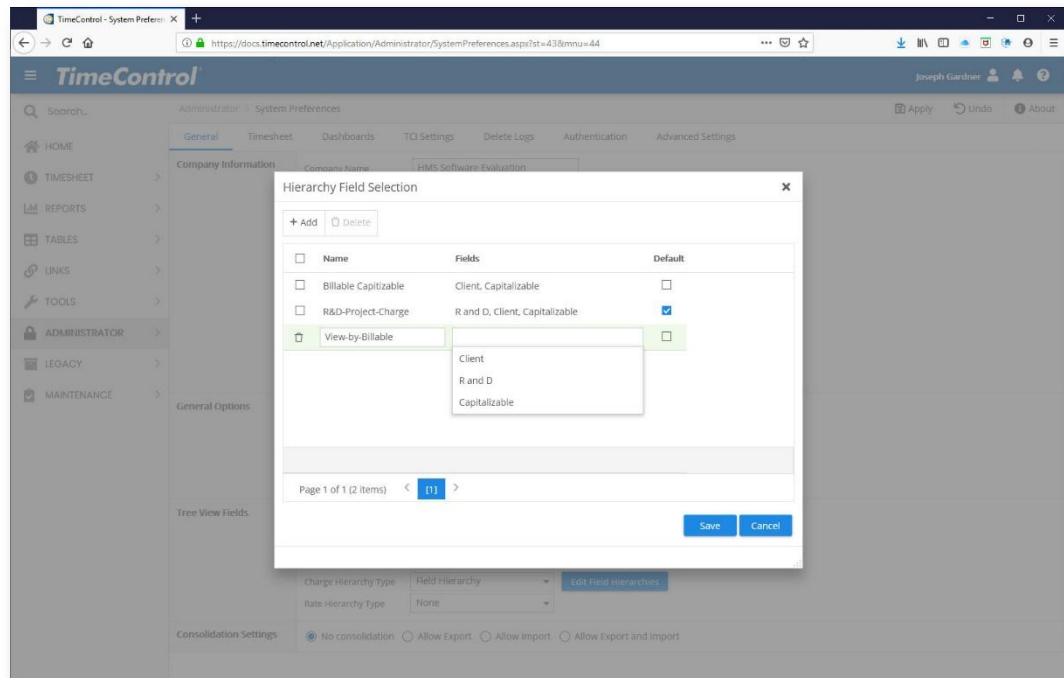 TimeControl - System Preferen
https://docs.timecontrol.net/Application/Administrator/SystemPreferences.aspx?st=43&mnu=44
TimeControl
Joseph Gardner
Search...
Administrator > System Preferences
Apply Undo About
General Timesheet Dashboards TCI Settings Delete Logs Authentication Advanced Settings
HOME
TIMESHEET
REPORTS
TABLES
LINKS
TOOLS
ADMINISTRATOR
LEGACY
MAINTENANCE
Company Information
Company Name HMS Software Evaluation
Hierarchy Field Selection
+ Add Delete
Name Fields Default
Billable Capitizable Client, Capitalizable
R&D-Project-Charge R and D, Client, Capitalizable
View-by-Billable
Client
R and D
Capitalizable
Page 1 of 1 (2 items) < [1] >
Save Cancel
General Options
Tree View Fields
Charge Hierarchy Type Field Hierarchy Edit Field Hierarchies
Rate Hierarchy Type None
Consolidation Settings No consolidation Allow Export Allow Import Allow Export and Import